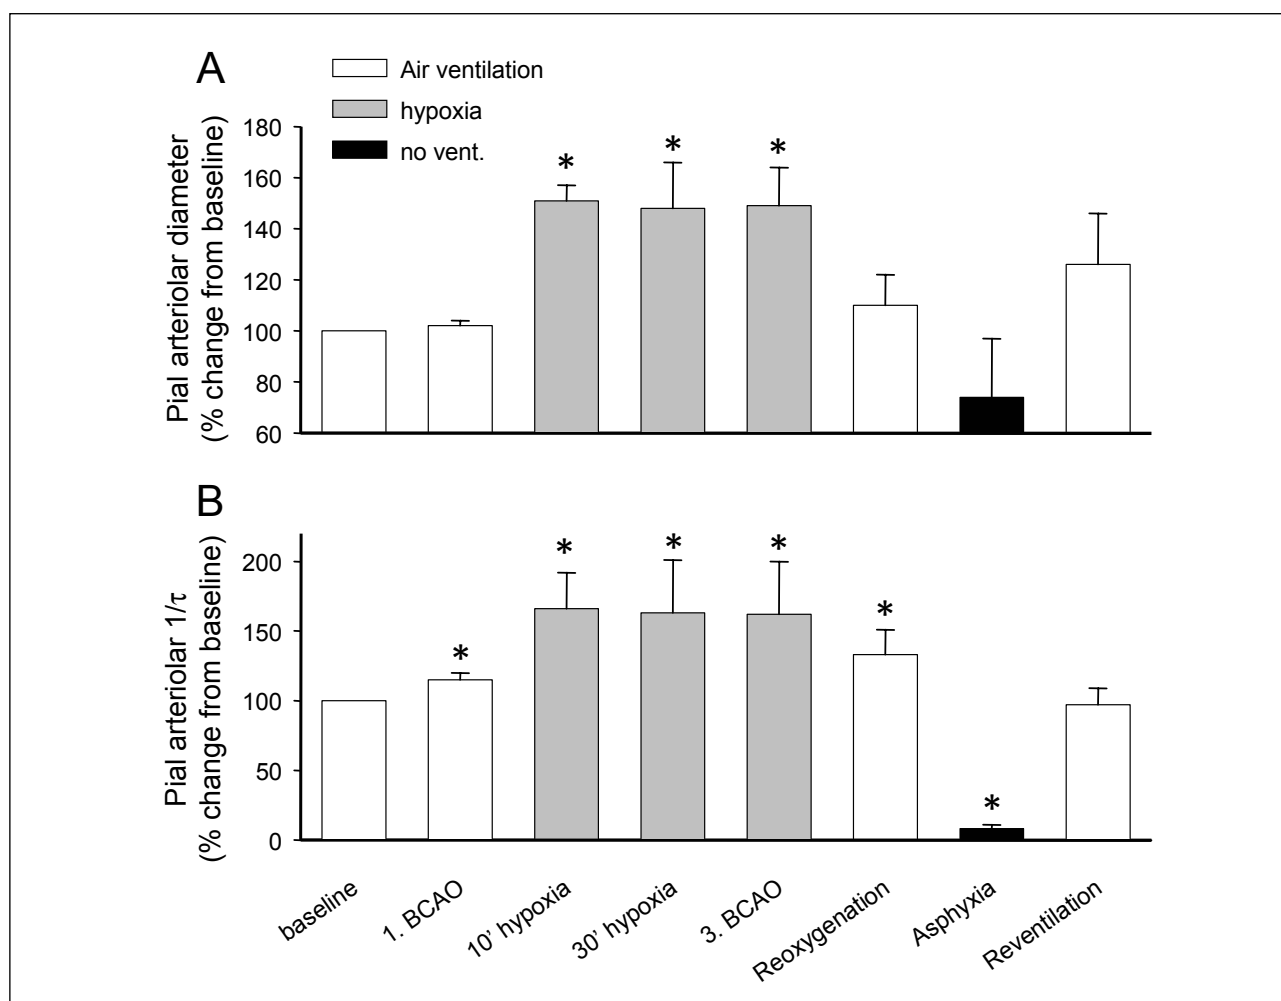 A
Air ventilation
hypoxia
no vent.
Pial arteriolar diameter
(% change from baseline)
180
160
140
120
100
80
60
*
*
*
B
Pial arteriolar 1/τ
(% change from baseline)
200
150
100
50
0
*
*
*
*
*
*
baseline
1. BCAO
10' hypoxia
30' hypoxia
3. BCAO
Reoxygenation
Asphyxia
Reventilation